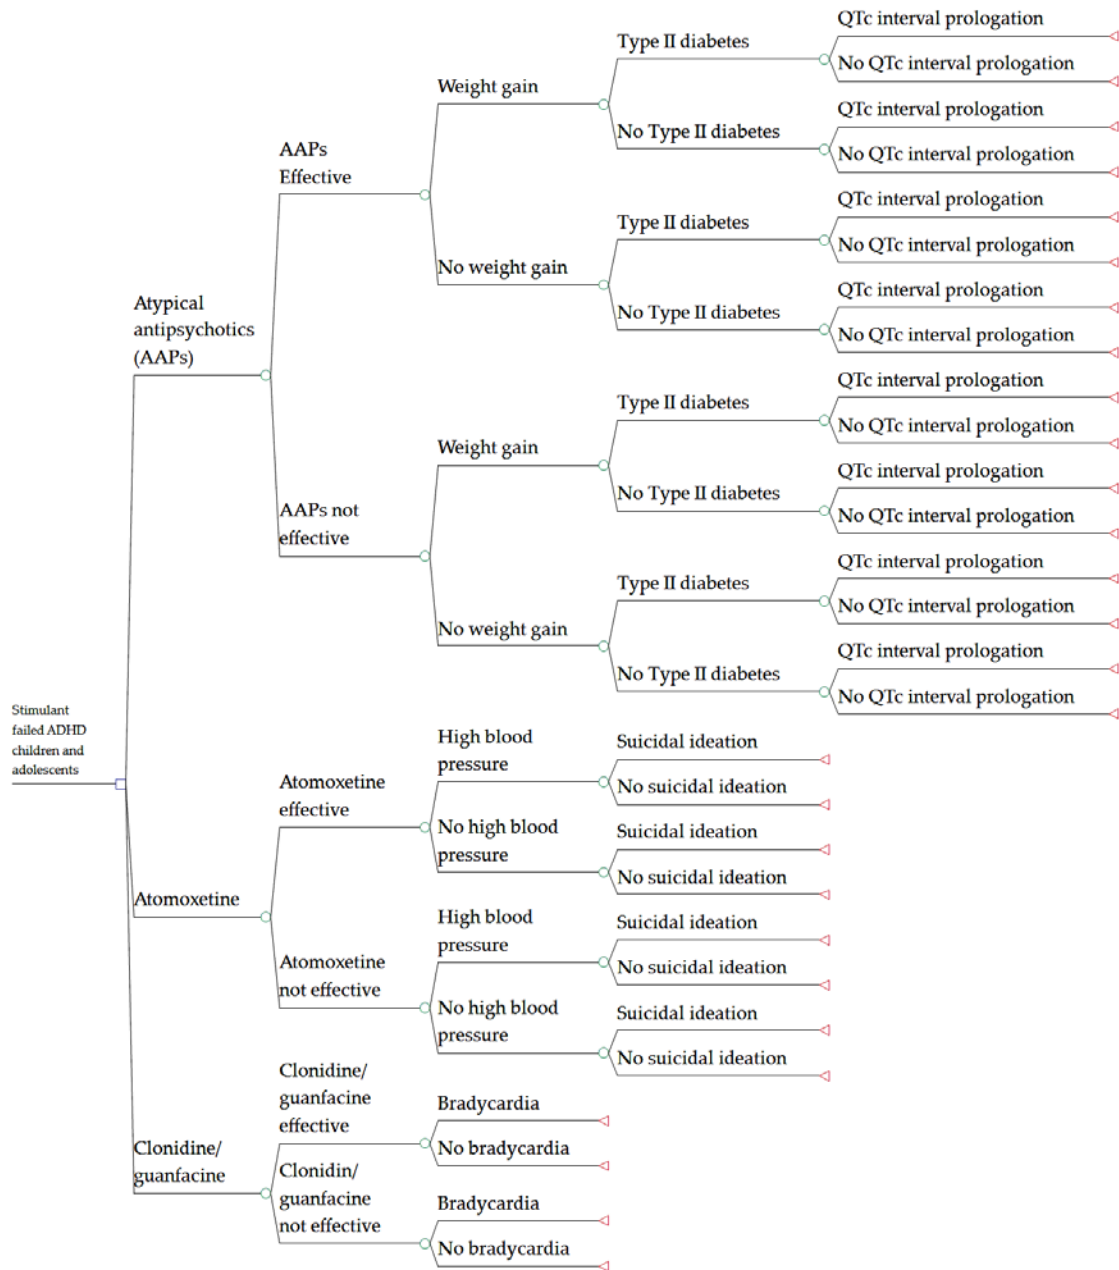 QTc interval prologation
Type II diabetes
No QTc interval prologation
Weight gain
QTc interval prologation
No Type II diabetes
No QTc interval prologation
AAPs
Effective
QTc interval prologation
Type II diabetes
No QTc interval prologation
No weight gain
QTc interval prologation
No Type II diabetes
No QTc interval prologation
Atypical
antipsychotics
(AAPs)
QTc interval prologation
Type II diabetes
No QTc interval prologation
Weight gain
QTc interval prologation
No Type II diabetes
No QTc interval prologation
AAPs not
effective
QTc interval prologation
Type II diabetes
No QTc interval prologation
No weight gain
QTc interval prologation
No Type II diabetes
No QTc interval prologation
Stimulant
failed ADHD
children and
adolescents
High blood
pressure
Suicidal ideation
No suicidal ideation
Atomoxetine
effective
No high blood
pressure
Suicidal ideation
No suicidal ideation
Atomoxetine
High blood
pressure
Suicidal ideation
No suicidal ideation
Atomoxetine
not effective
No high blood
pressure
Suicidal ideation
No suicidal ideation
Clonidine/
guanfacine
effective
Bradycardia
No bradycardia
Clonidine/
guanfacine
Clonidin/
guanfacine
not effective
Bradycardia
No bradycardia